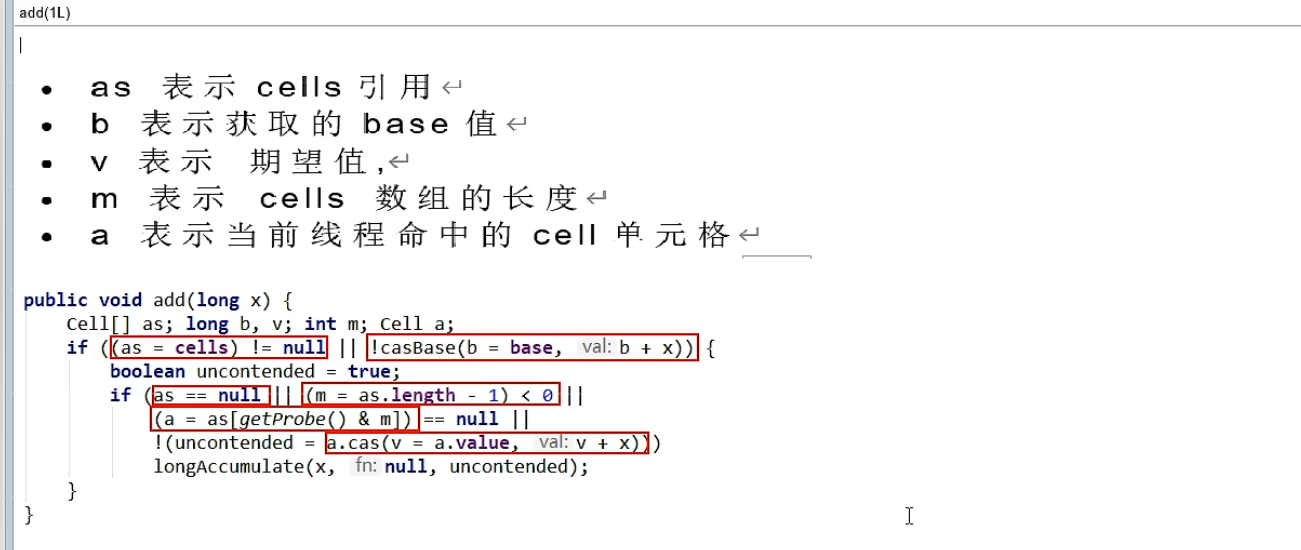 add(1L)
• as 表示 cells 引用↵
• b 表示获取的 base 值↵
• v 表示 期望值,↵
• m 表示 cells 数组的长度↵
• a 表示当前线程命中的 cell 单元格↵
public void add(long x) {
Cell[] as; long b, v; int m; Cell a;
if ((as = cells) != null || !casBase(b = base, val: b + x)) {
boolean uncontended = true;
if (as == null || (m = as.length - 1) < 0 ||
(a = as[getProbe() & m]) == null ||
!(uncontended = a.cas(v = a.value, val: v + x)))
longAccumulate(x, fn: null, uncontended);
}
}